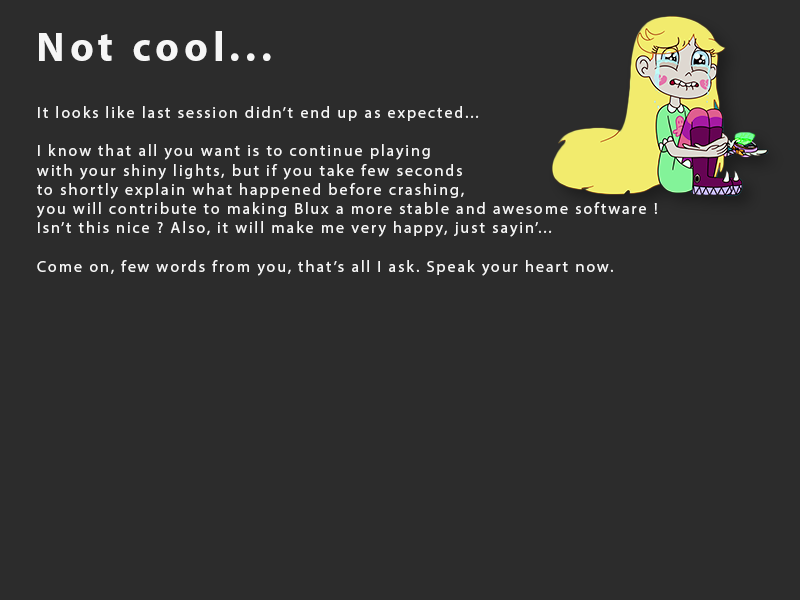 Not cool...
It looks like last session didn't end up as expected...
I know that all you want is to continue playing
with your shiny lights, but if you take few seconds
to shortly explain what happened before crashing,
you will contribute to making Blux a more stable and awesome software !
Isn't this nice ? Also, it will make me very happy, just sayin'...
Come on, few words from you, that's all I ask. Speak your heart now.